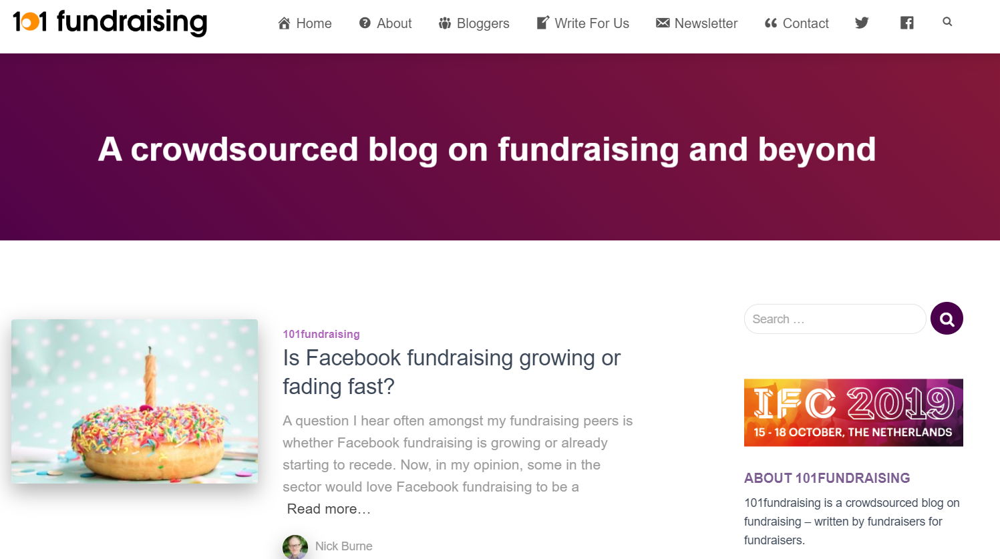 101 fundraising
Home
About
Bloggers
Write For Us
Newsletter
Contact
A crowdsourced blog on fundraising and beyond
101fundraising
Is Facebook fundraising growing or
fading fast?
A question I hear often amongst my fundraising peers is
whether Facebook fundraising is growing or already
starting to recede. Now, in my opinion, some in the
sector would love Facebook fundraising to be a
Read more…
Nick Burne
Search …
IFC 2019
15 - 18 OCTOBER, THE NETHERLANDS
ABOUT 101FUNDRAISING
101fundraising is a crowdsourced blog on
fundraising – written by fundraisers for
fundraisers.